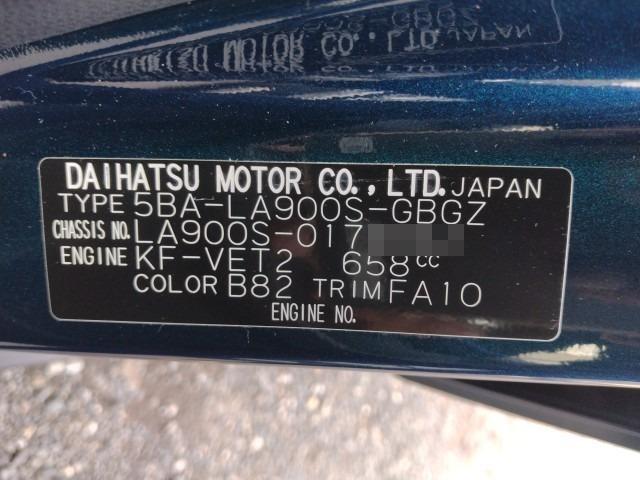 DAIHATSU MOTOR CO., LTD. JAPAN
TYPE 5BA-LA900S-GBGZ
CHASSIS NO. LA900S-017
ENGINE KF-VET2 658cc
COLOR B82 TRIM FA10
ENGINE NO.